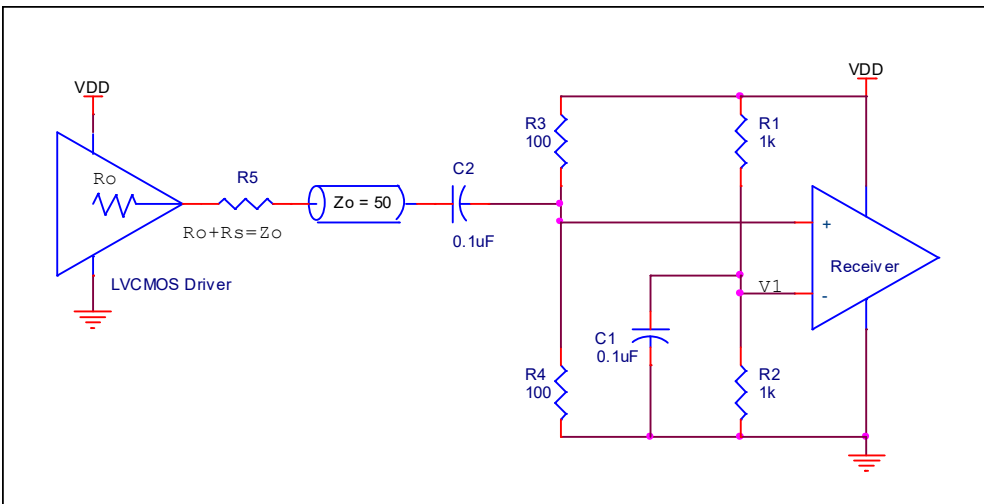 VDD
VDD
R3
100
R1
1k
Ro
R5
C2
Zo = 50
0.1uF
Ro+Rs=Zo
LVCMOS Driver
+
Receiver
V1
-
C1
0.1uF
R4
100
R2
1k